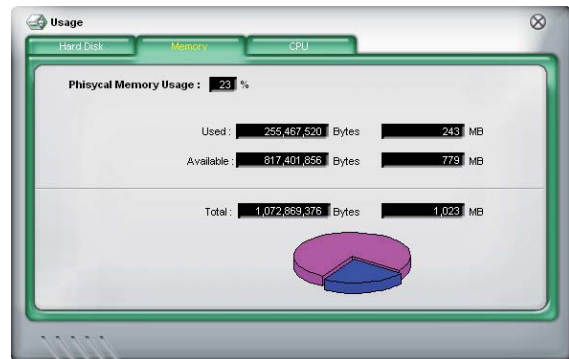 Usage
Hard Disk Memory CPU
Phisycal Memory Usage : 23 %
Used : 255,467,520 Bytes 243 MB
Available : 817,401,856 Bytes 779 MB
Total : 1,072,869,376 Bytes 1,023 MB